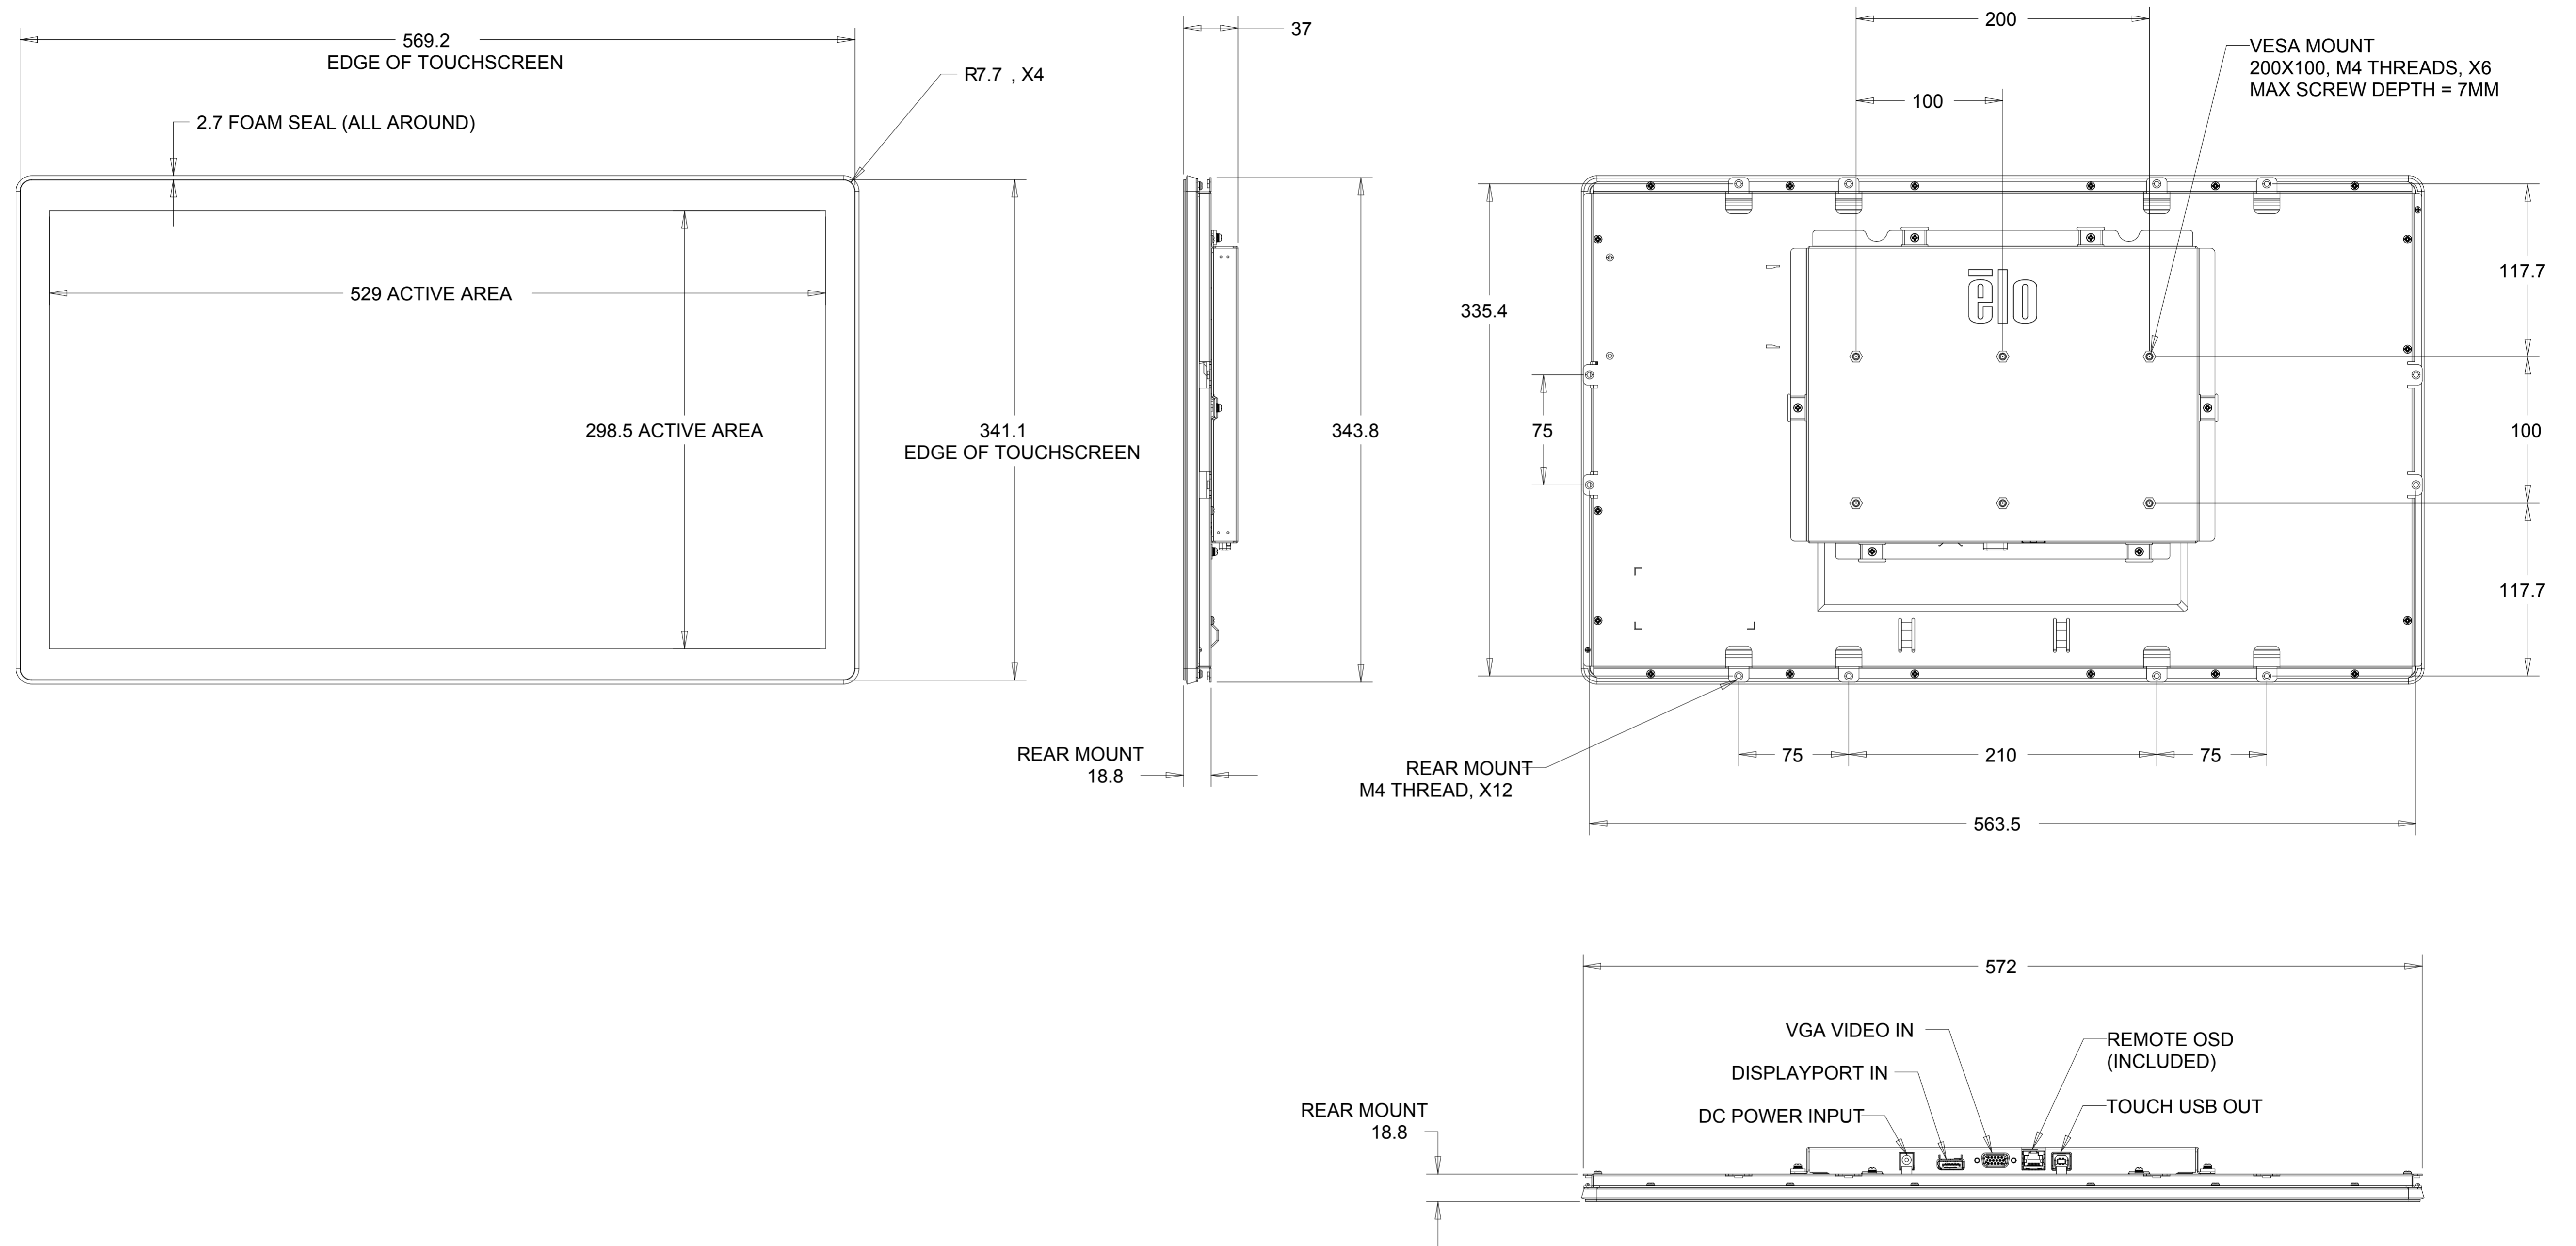 569.2
EDGE OF TOUCHSCREEN
R7.7 , X4
2.7 FOAM SEAL (ALL AROUND)
529 ACTIVE AREA
298.5 ACTIVE AREA
341.1
EDGE OF TOUCHSCREEN
37
343.8
REAR MOUNT
18.8
200
100
VESA MOUNT
200X100, M4 THREADS, X6
MAX SCREW DEPTH = 7MM
335.4
75
elo
117.7
100
117.7
REAR MOUNT
M4 THREAD, X12
75
210
75
563.5
572
VGA VIDEO IN
DISPLAYPORT IN
DC POWER INPUT
REMOTE OSD
(INCLUDED)
TOUCH USB OUT
REAR MOUNT
18.8